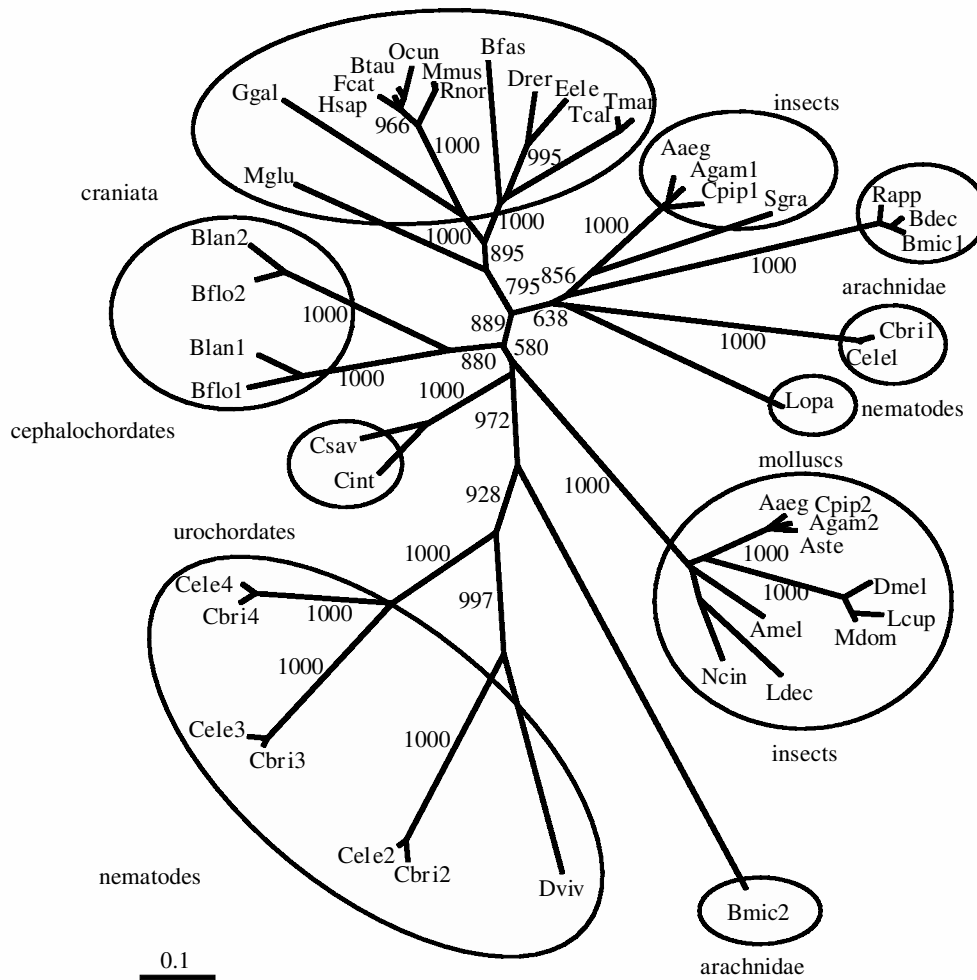 Ocun
Bfas
Btau
Mmus
Drer
Fcat
Rnor
Eele
Ggal
Hsap
Tcal
Tmar
966
insects
1000
995
Aaeg
Agam1
Mglu
Cpip1
Sgra
Rapp
craniata
Bdec
1000
1000
1000
Bmic1
Blan2
895
1000
795
856
arachnidae
Bflo2
1000
889
638
Cbri1
1000
Blan1
580
Cele1
880
1000
1000
Bflo1
Lopa
nematodes
cephalochordates
972
Csav
molluscs
Cint
1000
928
Aaeg
Cpip2
Agam2
urochordates
Aste
1000
1000
Cele4
997
1000
Dmel
Cbri4
1000
Lcup
Amel
Mdom
1000
Ncin
Ldec
Cele3
1000
insects
Cbri3
Cele2
Cbri2
nematodes
Dviv
Bmic2
0.1
arachnidae